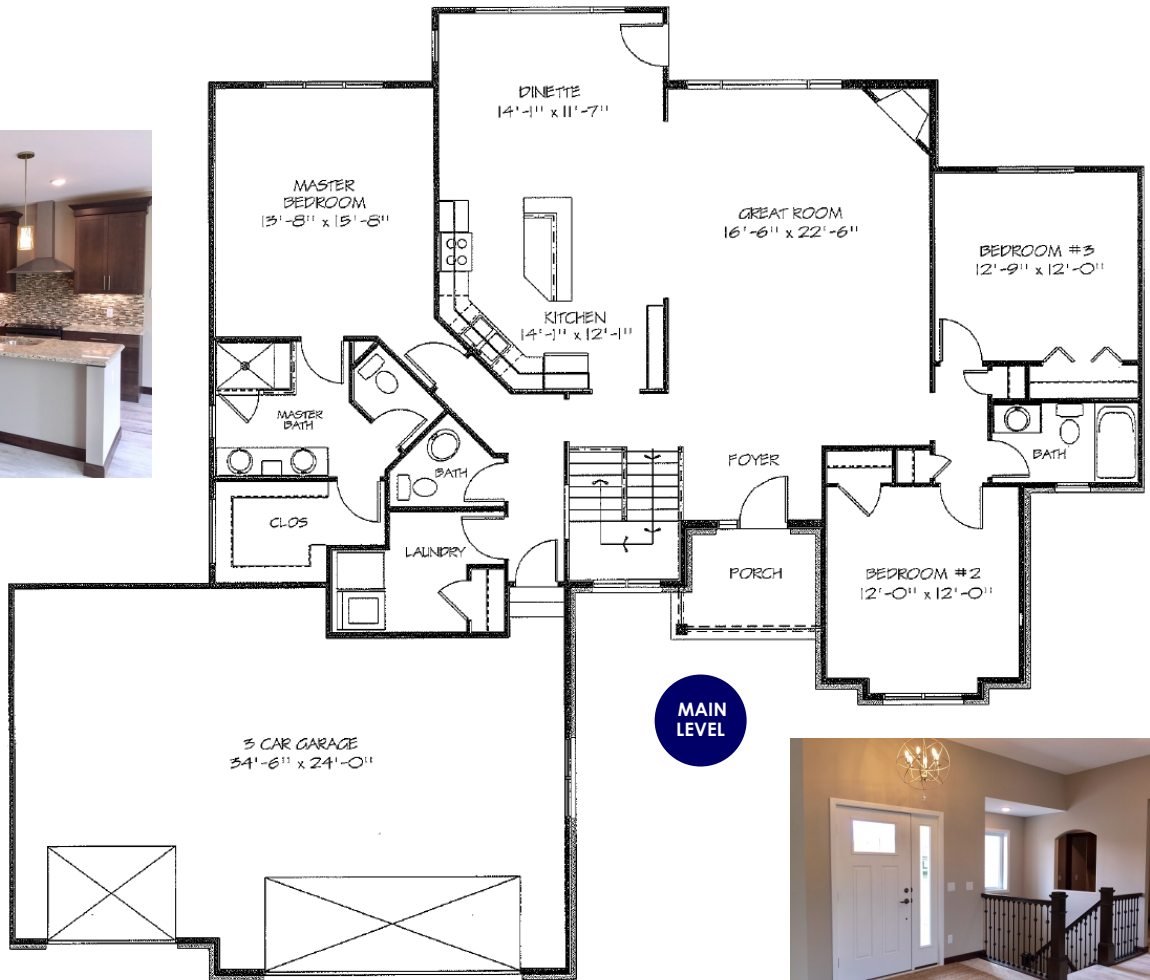 DINETTE
14'-1" x 11'-7"
MASTER
BEDROOM
13'-8" x 15'-8"
GREAT ROOM
16'-6" x 22'-6"
BEDROOM #3
12'-9" x 12'-0"
KITCHEN
14'-1" x 12'-1"
MASTER
BATH
BATH
FOYER
BATH
CLOS
LAUNDRY
PORCH
BEDROOM #2
12'-0" x 12'-0"
MAIN
LEVEL
3 CAR GARAGE
34'-6" x 24'-0"